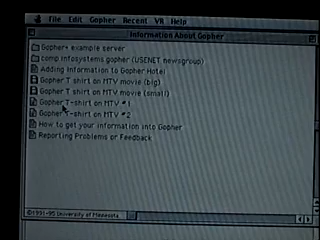 File Edit Gopher Recent VR Help
Information About Gopher
Gopher+ example server
comp.infosystems.gopher (USENET newsgroup)
Adding Information to Gopher Hotel
Gopher T shirt on MTV movie (big)
Gopher T shirt on MTV movie (small)
Gopher T-shirt on MTV #1
Gopher T-shirt on MTV #2
How to get your information into Gopher
Reporting Problems or Feedback
©1991-95 University of Minnesota.